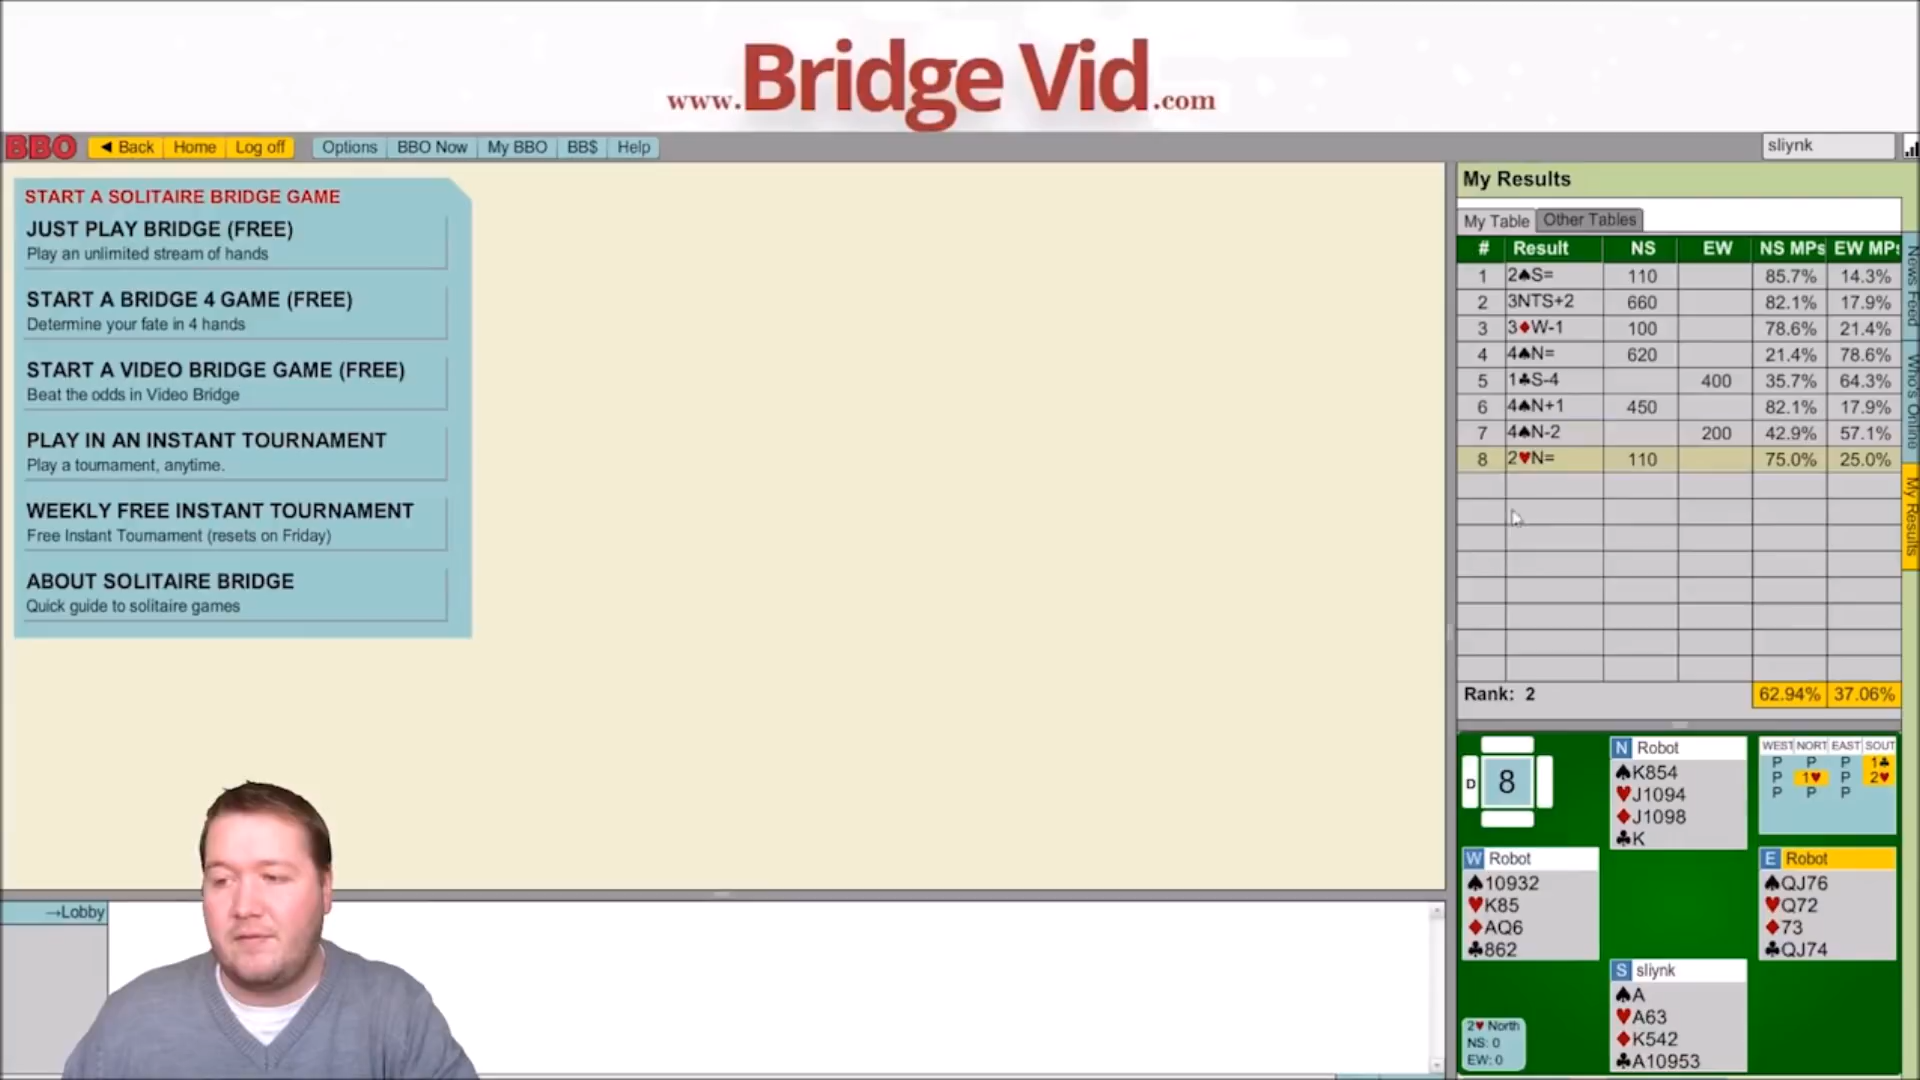 www.Bridge Vid.com
BBO ◄ Back Home Log off Options BBO Now My BBO BB$ Help sliynk
START A SOLITAIRE BRIDGE GAME
JUST PLAY BRIDGE (FREE)
Play an unlimited stream of hands
START A BRIDGE 4 GAME (FREE)
Determine your fate in 4 hands
START A VIDEO BRIDGE GAME (FREE)
Beat the odds in Video Bridge
PLAY IN AN INSTANT TOURNAMENT
Play a tournament, anytime.
WEEKLY FREE INSTANT TOURNAMENT
Free Instant Tournament (resets on Friday)
ABOUT SOLITAIRE BRIDGE
Quick guide to solitaire games
→Lobby
My Results
My Table Other Tables
# Result NS EW NS MPs EW MPs
1 2♠S= 110 85.7% 14.3%
2 3NTS+2 660 82.1% 17.9%
3 3♦W-1 100 78.6% 21.4%
4 4♠N= 620 21.4% 78.6%
5 1♣S-4 400 35.7% 64.3%
6 4♠N+1 450 82.1% 17.9%
7 4♠N-2 200 42.9% 57.1%
8 2♥N= 110 75.0% 25.0%
Rank: 2 62.94% 37.06%
News Feed
Who's Online
My Results
D 8
N Robot
♠K854
♥J1094
♦J1098
♣K
WEST NORT EAST SOUT
P P P 1♣
P 1♥ P 2♥
P P P
W Robot
♠10932
♥K85
♦AQ6
♣862
E Robot
♠QJ76
♥Q72
♦73
♣QJ74
S sliynk
♠A
♥A63
♦K542
♣A10953
2♥ North
NS: 0
EW: 0